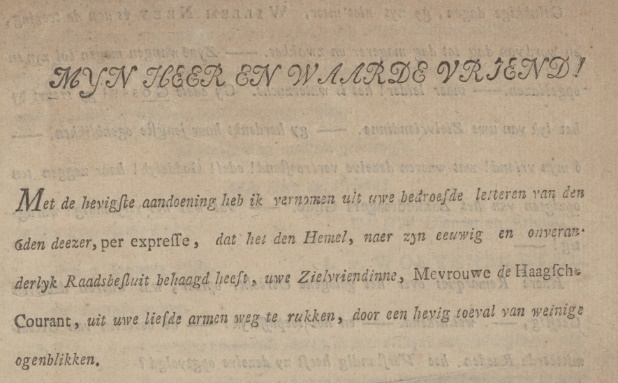 MYN HEER EN WAARDE VRIEND!
Met de hevigſte aandoening heb ik vernomen uit uwe bedroefde letteren van den
6den deezer, per expreſſe, dat het den Hemel, naer zyn eeuwig en onveran-
derlyk Raadsbeſluit behaagd heeft, uwe Zielvriendinne, Mevrouwe de Haagſche
Courant, uit uwe liefde armen weg te rukken, door een hevig toeval van weinige
ogenblikken.